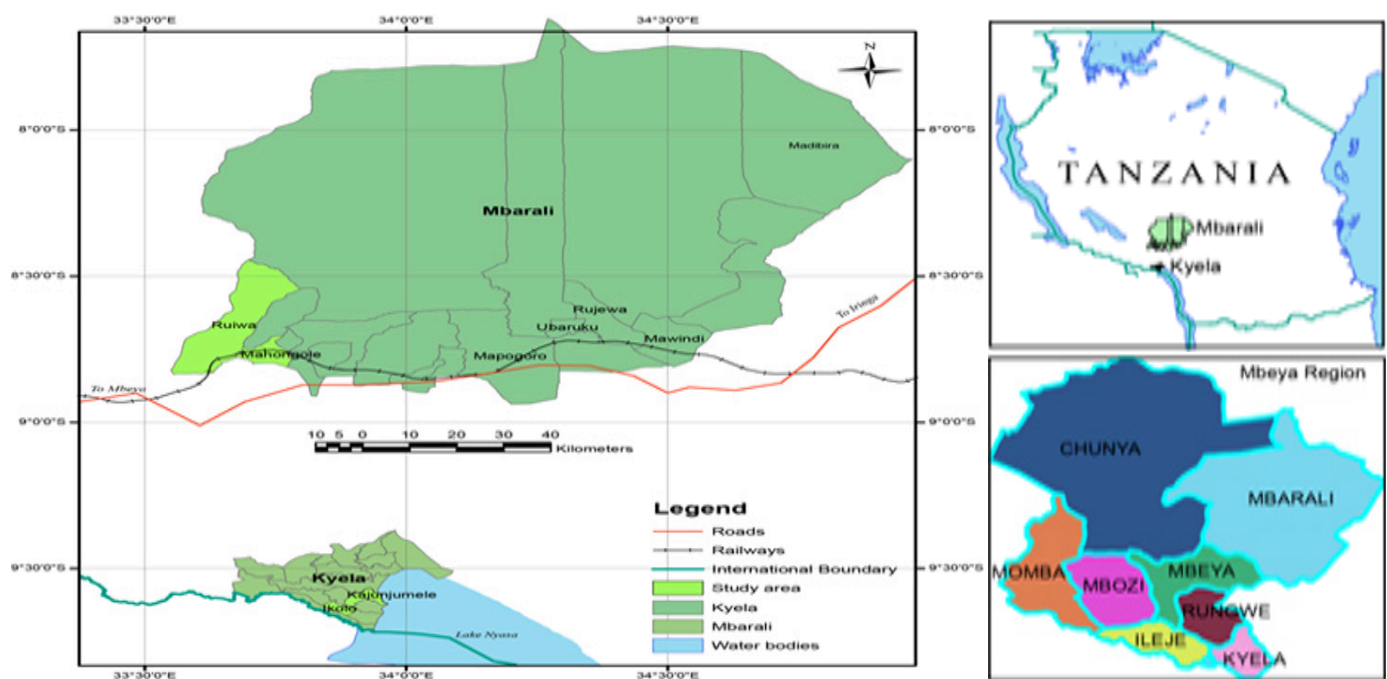 33°30'0"E 34°0'0"E 34°30'0"E
N
8°0'0"S 8°0'0"S
Madibira
Mbarali
8°30'0"S 8°30'0"S
Ruiwa
Rujewa
Ubaruku
To Iringa
Mahongole
Mapogoro
Mawindi
To Mbeya
9°0'0"S 9°0'0"S
10 5 0 10 20 30 40
Kilometers
Legend
Roads
Railways
International Boundary
Study area
Kyela
Mbarali
Water bodies
9°30'0"S 9°30'0"S
Kyela
Kajunjumele
Ikolo
Lake Nyasa
33°30'0"E 34°0'0"E 34°30'0"E
TANZANIA
Mbarali
Kyela
Mbeya Region
CHUNYA
MBARALI
MOMBA
MBOZI
MBEYA
RUNGWE
ILEJE
KYELA